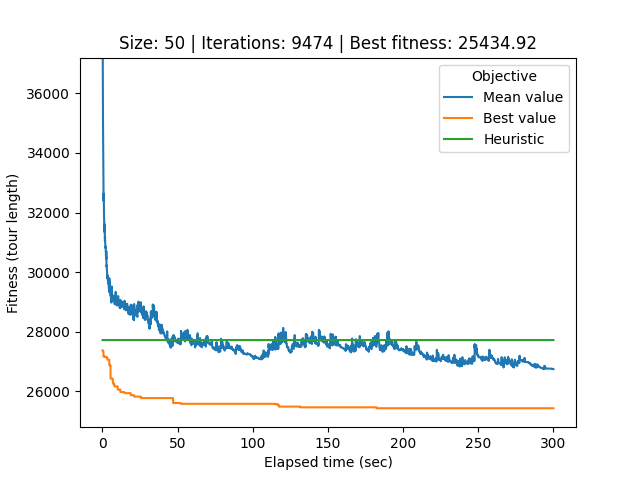 Size: 50 | Iterations: 9474 | Best fitness: 25434.92
Objective
Mean value
Best value
Heuristic
Fitness (tour length)
36000
34000
32000
30000
28000
26000
0 50 100 150 200 250 300
Elapsed time (sec)